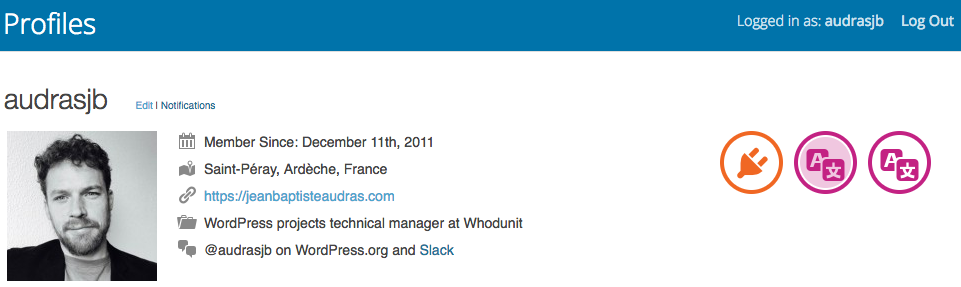 Profiles
Logged in as: audrasjb Log Out
audrasjb Edit | Notifications
Member Since: December 11th, 2011
Saint-Péray, Ardèche, France
https://jeanbaptisteaudras.com
WordPress projects technical manager at Whodunit
@audrasjb on WordPress.org and Slack
A 文 A 文